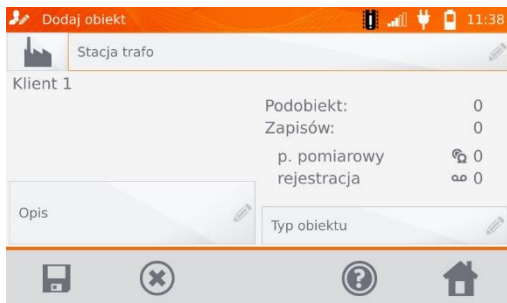 Dodaj obiekt 11:38
Stacja trafo
Klient 1
Podobiekt: 0
Zapisów: 0
p. pomiarowy 0
rejestracja 0
Opis
Typ obiektu